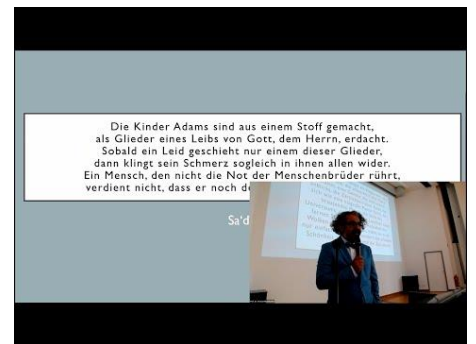 Die Kinder Adams sind aus einem Stoff gemacht,
als Glieder eines Leibs von Gott, dem Herrn, erdacht.
Sobald ein Leid geschieht nur einem dieser Glieder,
dann klingt sein Schmerz sogleich in ihnen allen wider.
Ein Mensch, den nicht die Not der Menschenbrüder rührt,
verdient nicht, dass er noch
Sa'd